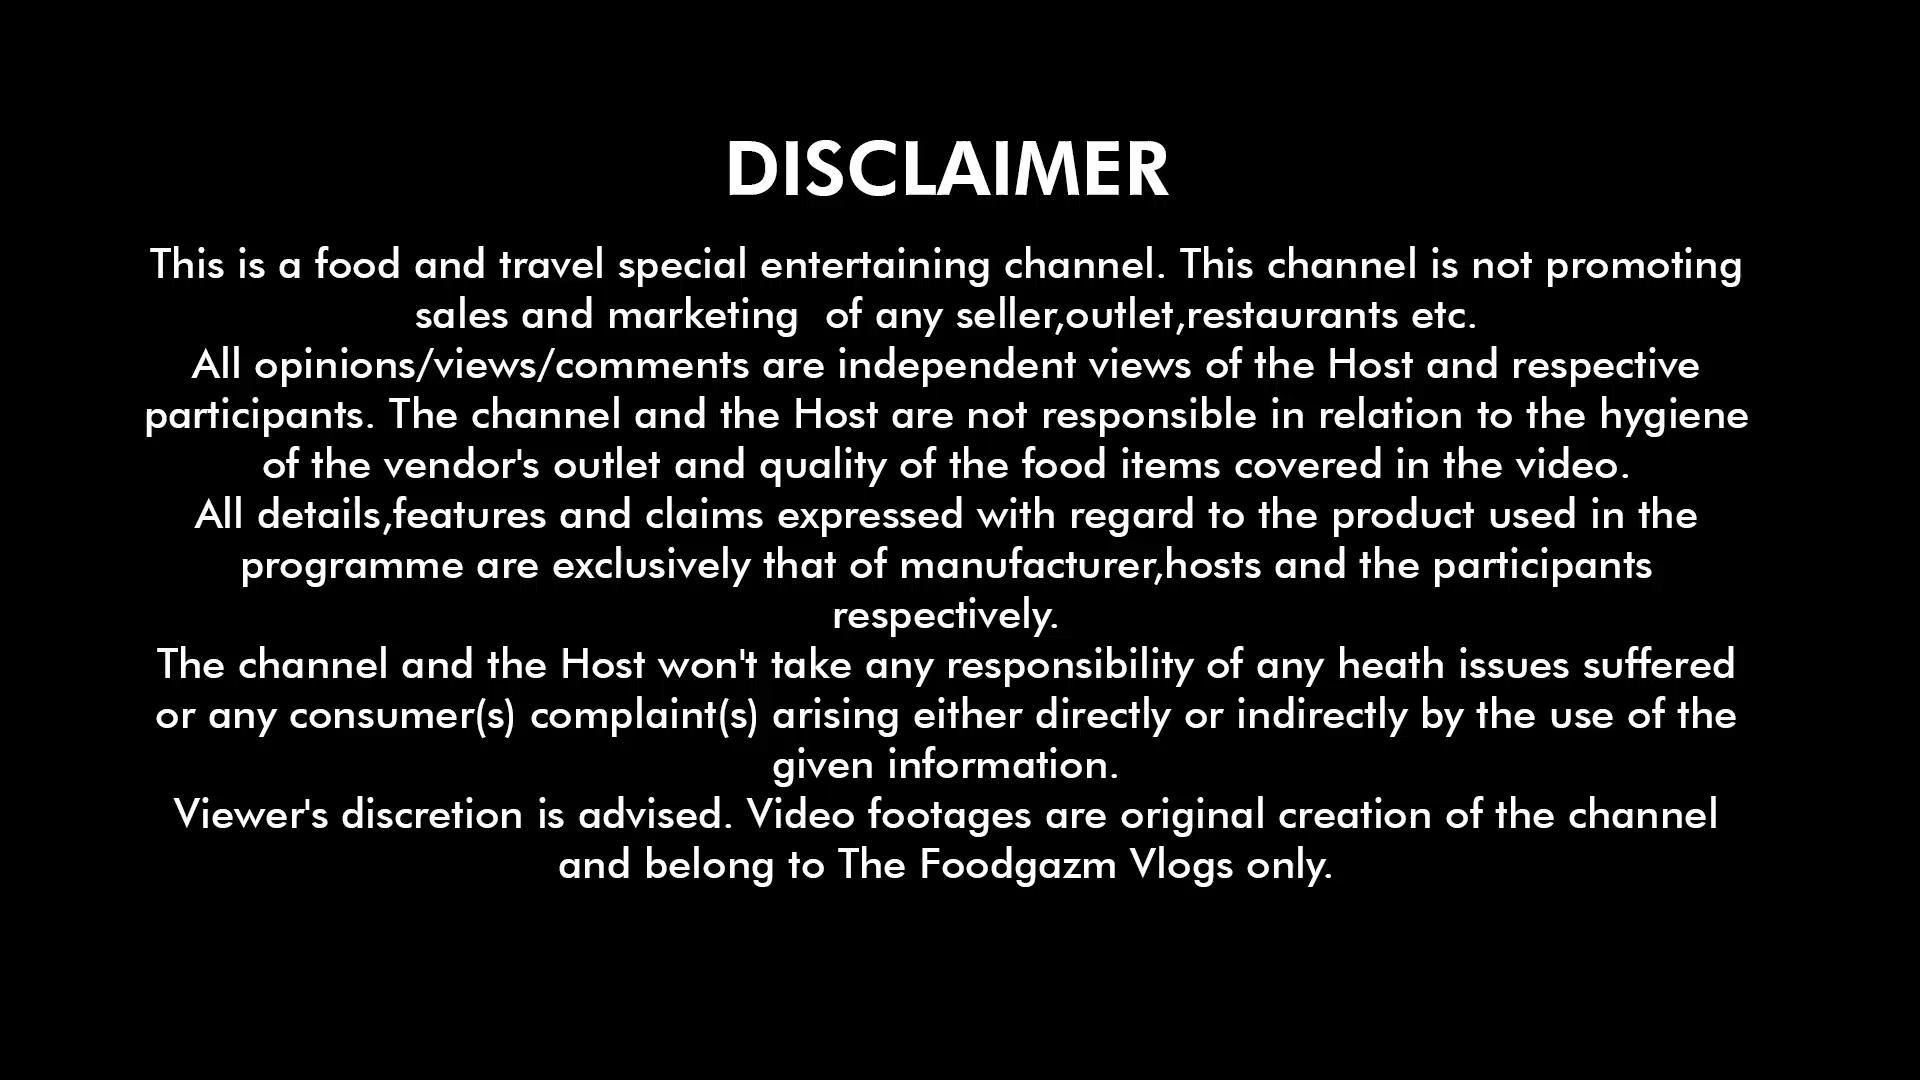 DISCLAIMER
This is a food and travel special entertaining channel. This channel is not promoting
sales and marketing  of any seller,outlet,restaurants etc.
All opinions/views/comments are independent views of the Host and respective
participants. The channel and the Host are not responsible in relation to the hygiene
of the vendor's outlet and quality of the food items covered in the video.
All details,features and claims expressed with regard to the product used in the
programme are exclusively that of manufacturer,hosts and the participants
respectively.
The channel and the Host won't take any responsibility of any heath issues suffered
or any consumer(s) complaint(s) arising either directly or indirectly by the use of the
given information.
Viewer's discretion is advised. Video footages are original creation of the channel
and belong to The Foodgazm Vlogs only.